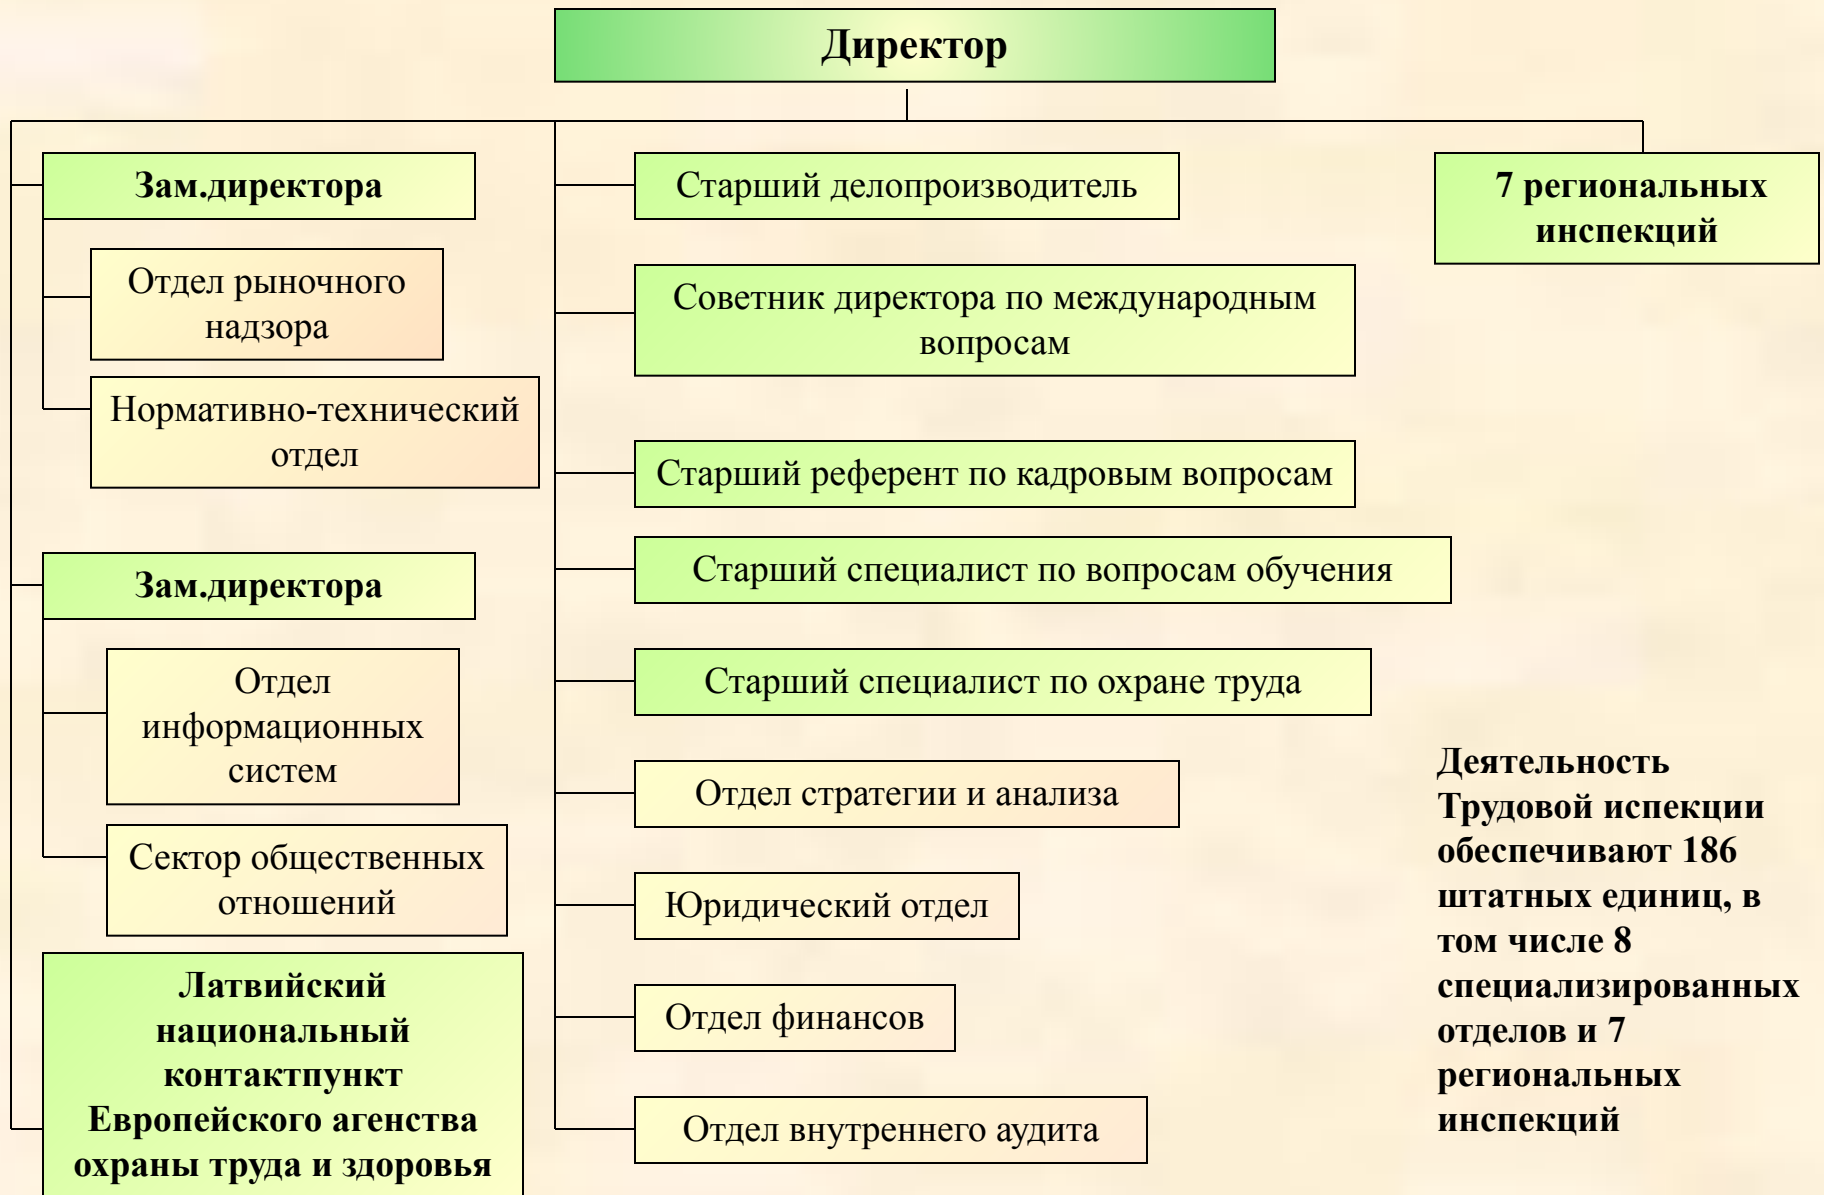 Директор
Зам.директора
Отдел рыночного
надзора
Нормативно-технический
отдел
Зам.директора
Отдел
информационных
систем
Сектор общественных
отношений
Латвийский
национальный
контактпункт
Европейского агенства
охраны труда и здоровья
Старший делопроизводитель
Советник директора по международным
вопросам
Старший референт по кадровым вопросам
Старший специалист по вопросам обучения
Старший специалист по охране труда
Отдел стратегии и анализа
Юридический отдел
Отдел финансов
Отдел внутреннего аудита
7 региональных
инспекций
Деятельность
Трудовой испекции
обеспечивают 186
штатных единиц, в
том числе 8
специализированных
отделов и 7
региональных
инспекций